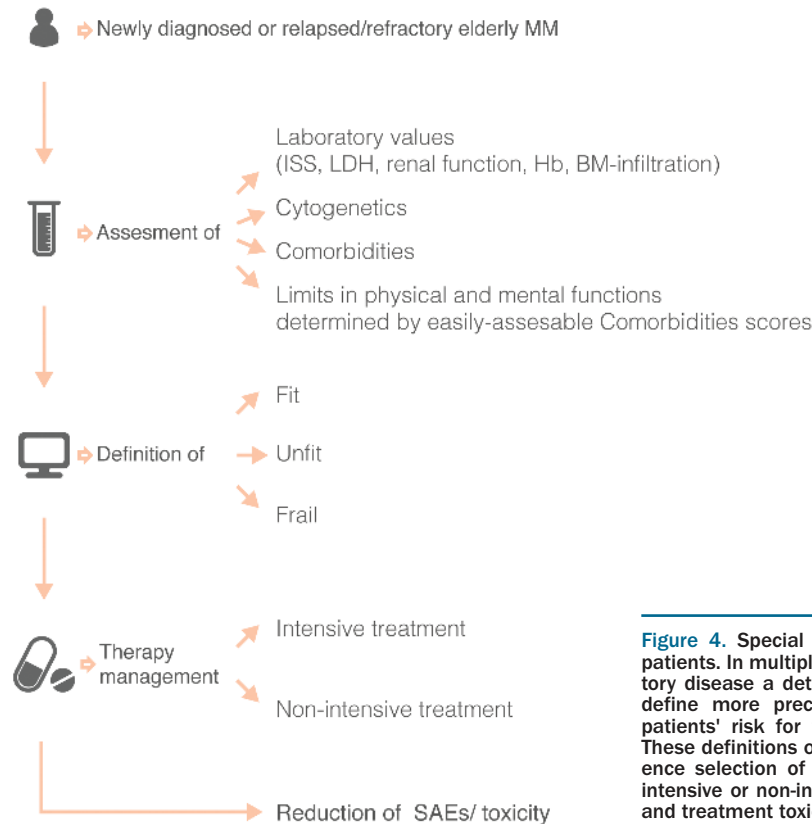 Newly diagnosed or relapsed/refractory elderly MM
Laboratory values
(ISS, LDH, renal function, Hb, BM-infiltration)
Cytogenetics
Assesment of
Comorbidities
Limits in physical and mental functions
determined by easily-assesable Comorbidities scores
Fit
Definition of
Unfit
Frail
Intensive treatment
Therapy
management
Non-intensive treatment
Reduction of SAEs/ toxicity
Figure 4. Special
patients. In multipl
tory disease a det
define more prec
patients' risk for
These definitions o
ence selection of
intensive or non-in
and treatment toxi